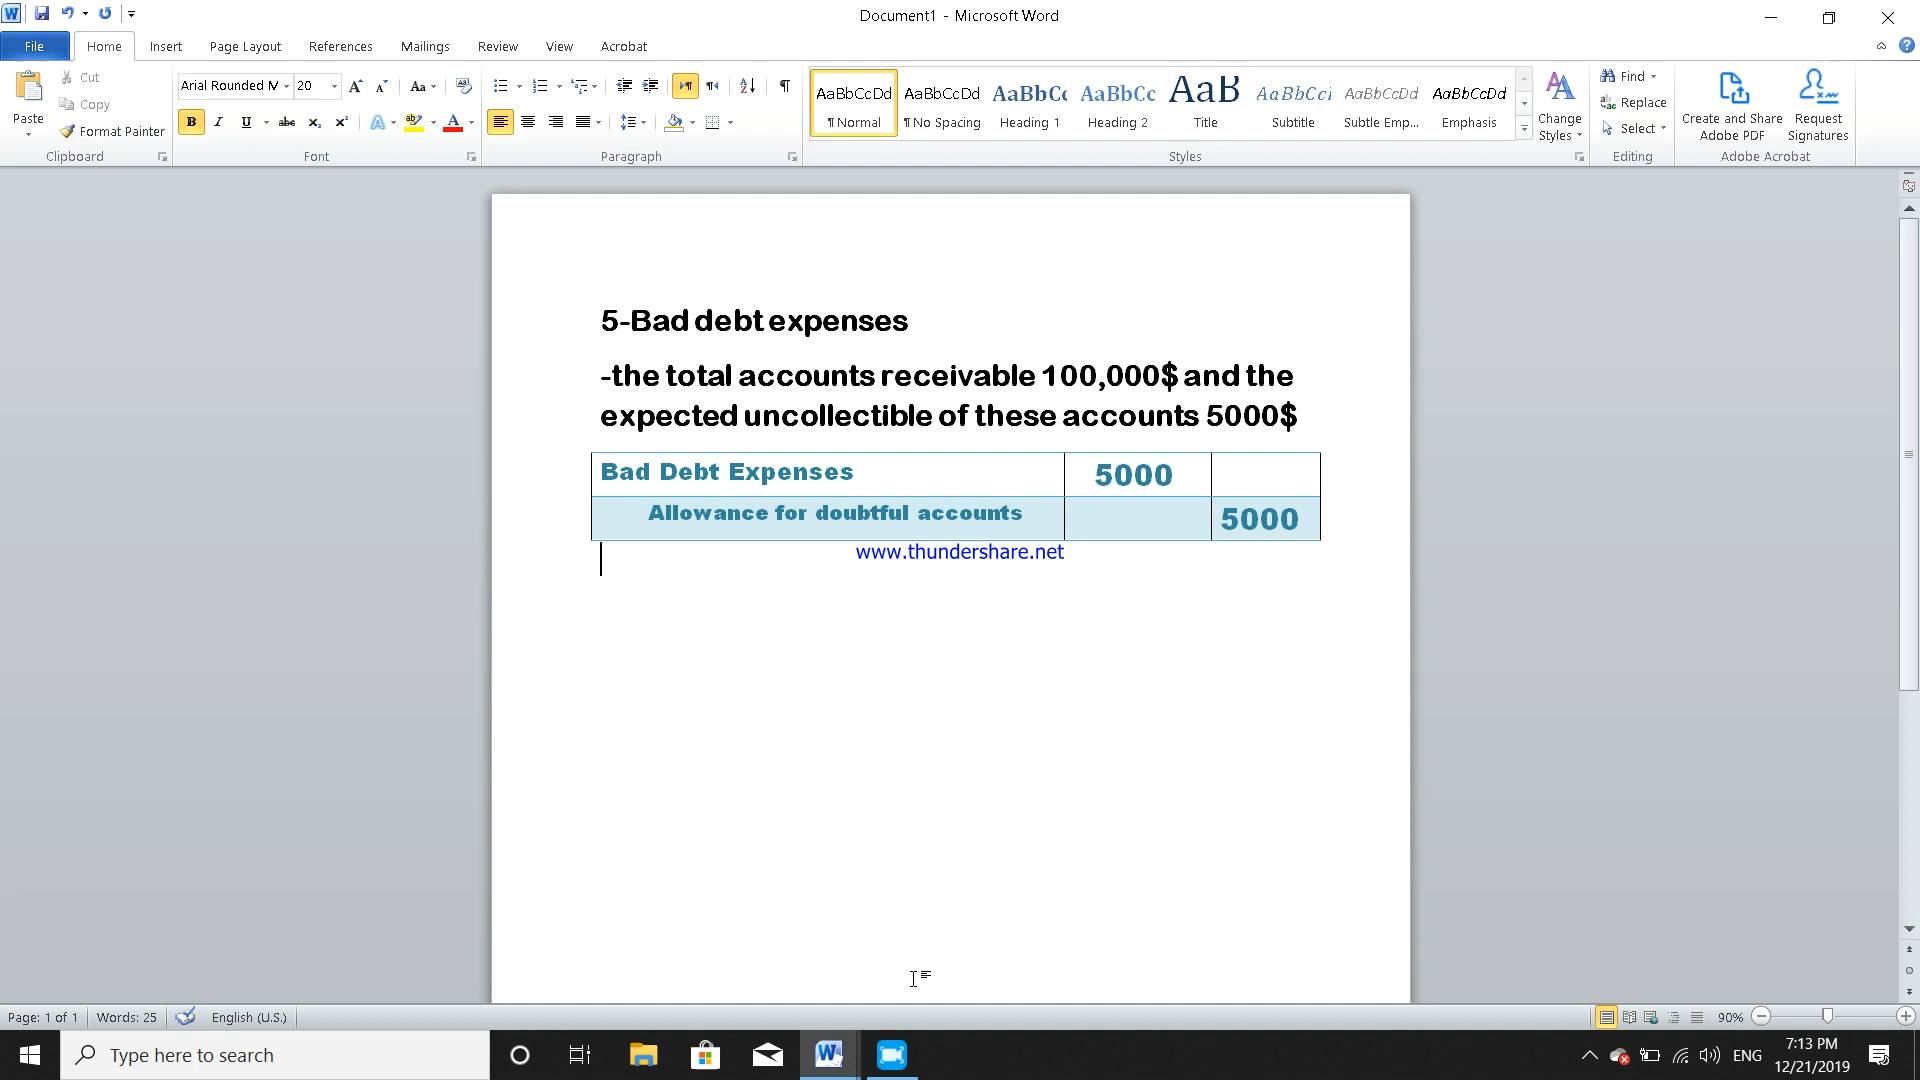 Document1 - Microsoft Word
File Home Insert Page Layout References Mailings Review View Acrobat
Paste
Cut
Copy
Format Painter
Clipboard
Arial Rounded M 20
Font
Paragraph
AaBbCcDd AaBbCcDd AaBbCc AaBbCc AaB AaBbCcl AaBbCcDd AaBbCcDd
¶ Normal ¶ No Spacing Heading 1 Heading 2 Title Subtitle Subtle Emp... Emphasis
Change Styles
Styles
Find
Replace
Select
Editing
Create and Share Adobe PDF
Request Signatures
Adobe Acrobat
5-Bad debt expenses
-the total accounts receivable 100,000$ and the
expected uncollectible of these accounts 5000$
Bad Debt Expenses 5000
Allowance for doubtful accounts 5000
www.thundershare.net
Page: 1 of 1 Words: 25 English (U.S.) 90%
Type here to search
ENG
7:13 PM
12/21/2019